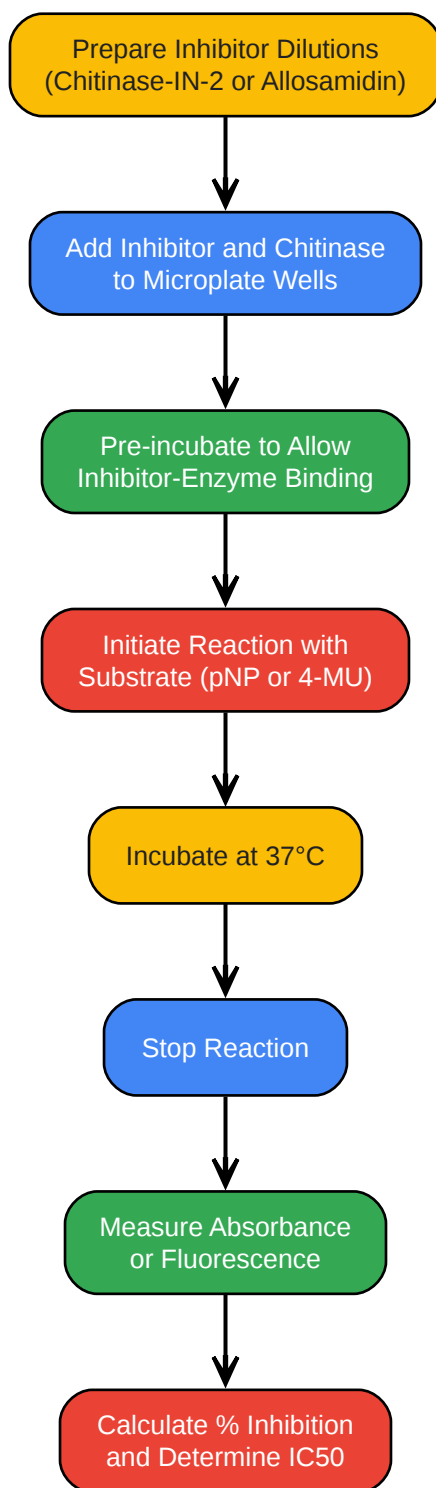 Prepare Inhibitor Dilutions
(Chitinase-IN-2 or Allosamidin)
Add Inhibitor and Chitinase
to Microplate Wells
Pre-incubate to Allow
Inhibitor-Enzyme Binding
Initiate Reaction with
Substrate (pNP or 4-MU)
Incubate at 37°C
Stop Reaction
Measure Absorbance
or Fluorescence
Calculate % Inhibition
and Determine IC50